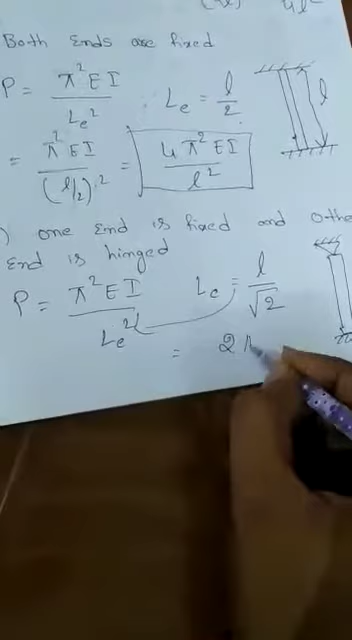 4l²
Both Ends are fixed
P = π²EI / Le² Le = l/2 l
= π²EI / (l/2)² = 4π²EI / l²
) one End is fixed and Othe
End is hinged
P = π²EI / Le² Le = l/√2
= 2